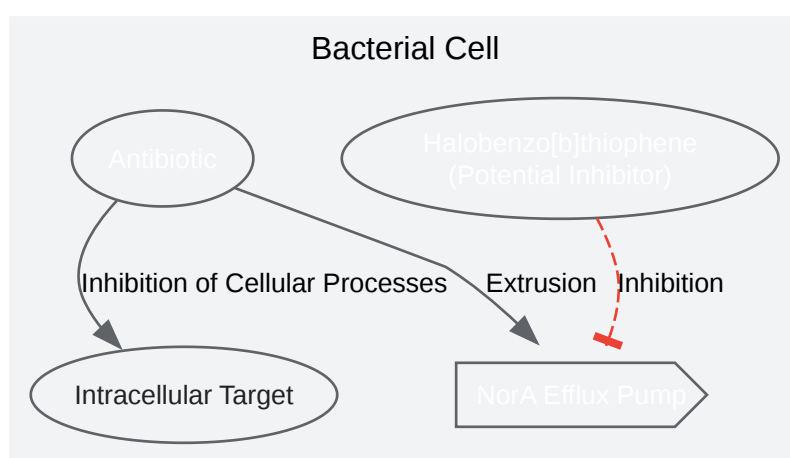 Bacterial Cell
Antibiotic
Halobenzo[b]thiophene
(Potential Inhibitor)
Inhibition of Cellular Processes
Extrusion
Inhibition
Intracellular Target
NorA Efflux Pump